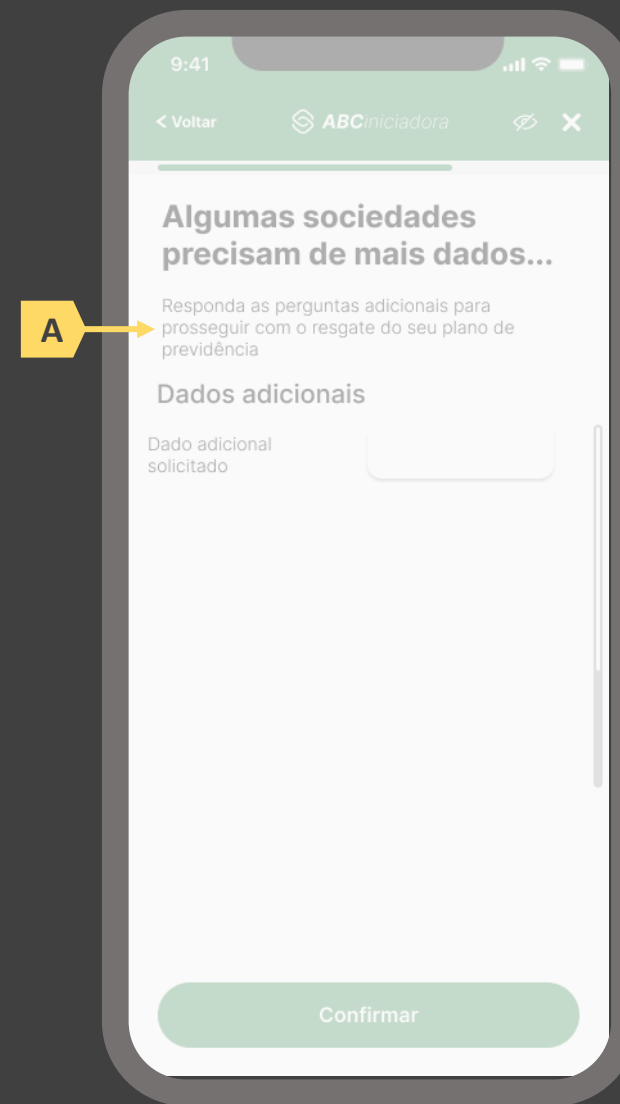 9:41
< Voltar ABCiniciadora
Algumas sociedades
precisam de mais dados...
A
Responda as perguntas adicionais para
prosseguir com o resgate do seu plano de
previdência
Dados adicionais
Dado adicional
solicitado
Confirmar